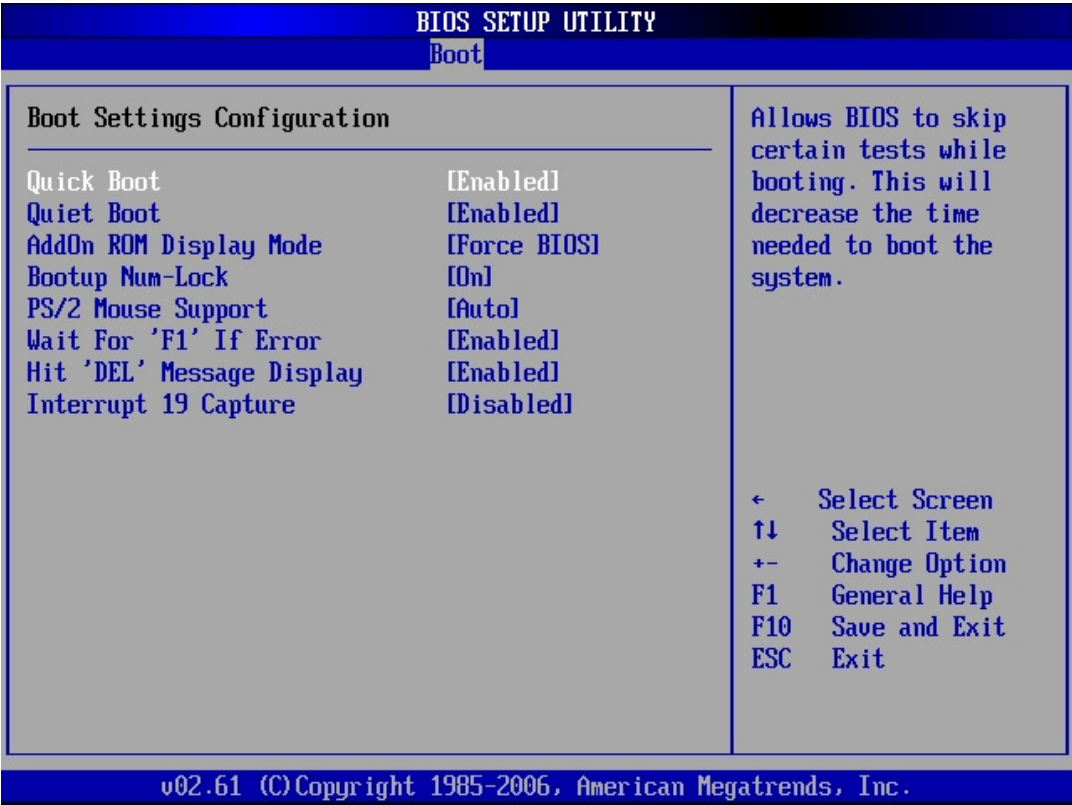 BIOS SETUP UTILITY
Boot
Boot Settings Configuration
Quick Boot [Enabled]
Quiet Boot [Enabled]
AddOn ROM Display Mode [Force BIOS]
Bootup Num-Lock [On]
PS/2 Mouse Support [Auto]
Wait For 'F1' If Error [Enabled]
Hit 'DEL' Message Display [Enabled]
Interrupt 19 Capture [Disabled]
Allows BIOS to skip
certain tests while
booting. This will
decrease the time
needed to boot the
system.
← Select Screen
↑↓ Select Item
+- Change Option
F1 General Help
F10 Save and Exit
ESC Exit
v02.61 (C)Copyright 1985-2006, American Megatrends, Inc.